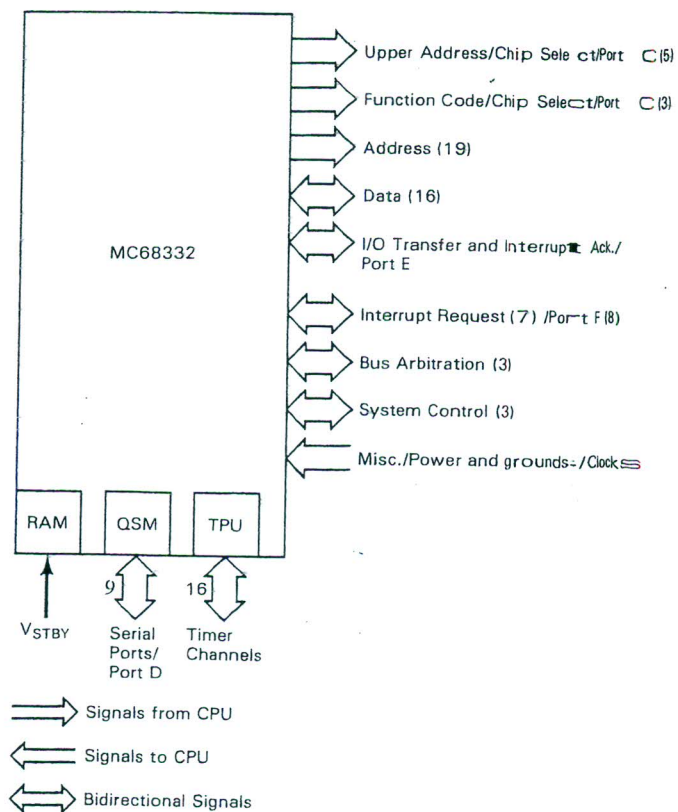 Upper Address/Chip Select/Port C (5)
Function Code/Chip Select/Port C (3)
Address (19)
Data (16)
MC68332
I/O Transfer and Interrupt Ack./
Port E
Interrupt Request (7) /Port F (8)
Bus Arbitration (3)
System Control (3)
Misc./Power and grounds/Clocks
RAM
QSM
TPU
9
16
VSTBY
Serial
Ports/
Port D
Timer
Channels
Signals from CPU
Signals to CPU
Bidirectional Signals